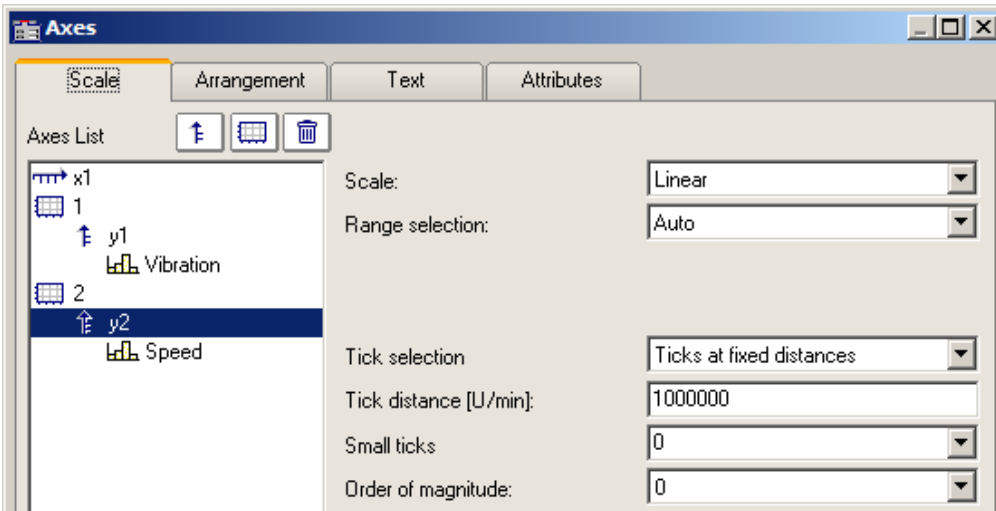 Axes
Scale Arrangement Text Attributes
Axes List
x1
1
y1
Vibration
2
y2
Speed
Scale: Linear
Range selection: Auto
Tick selection Ticks at fixed distances
Tick distance [U/min]: 1000000
Small ticks 0
Order of magnitude: 0